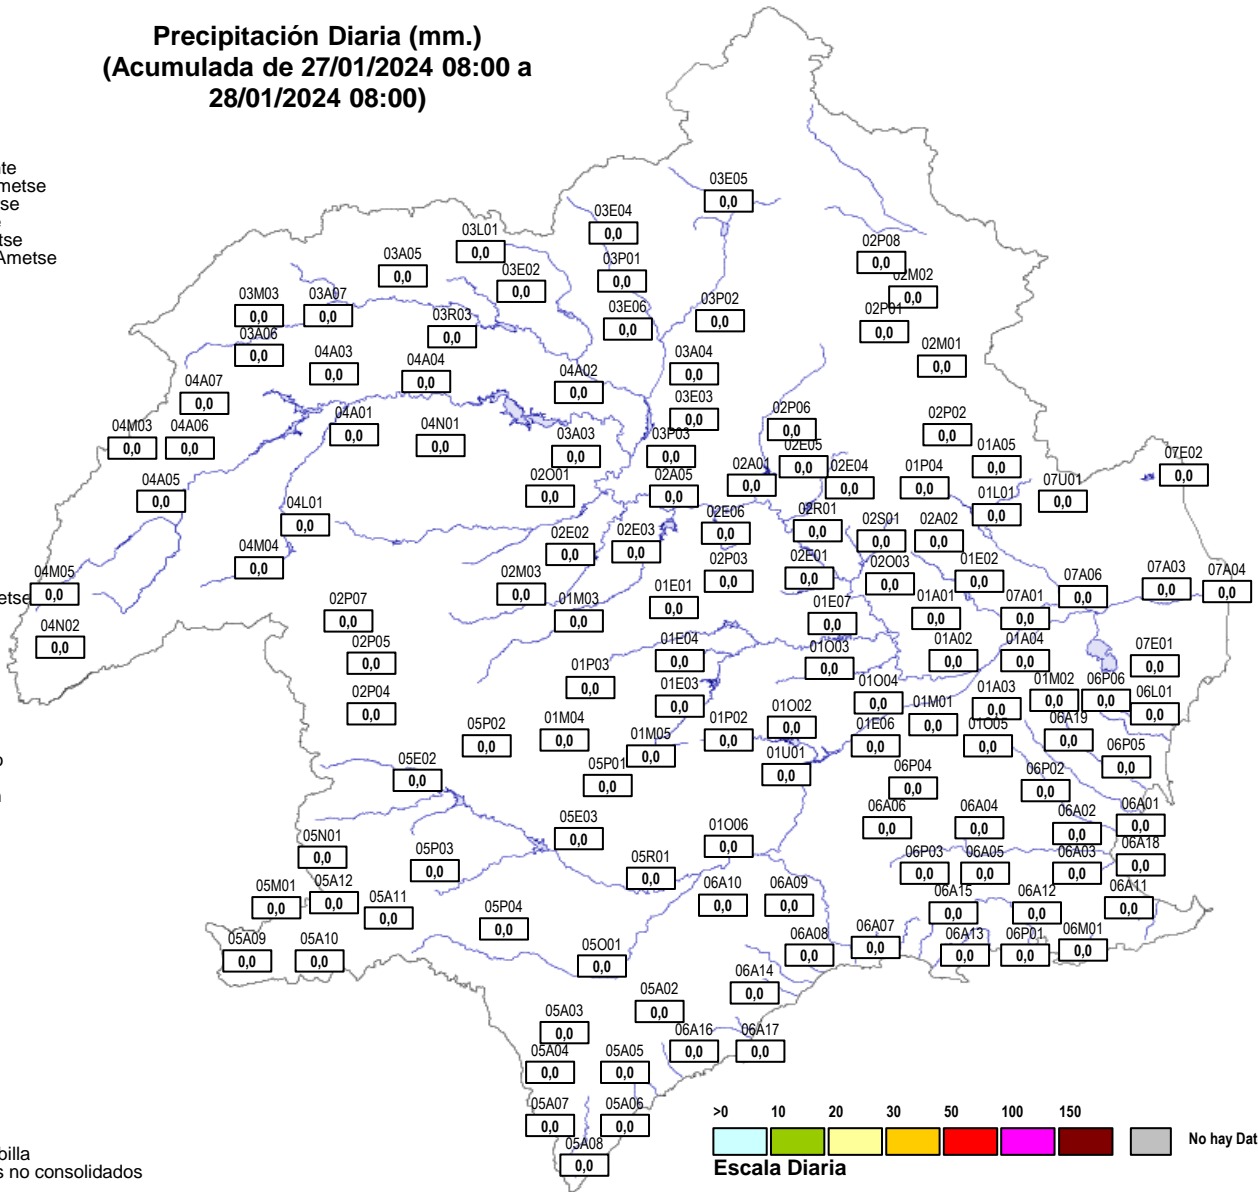 Precipitación Diaria (mm.)
(Acumulada de 27/01/2024 08:00 a
28/01/2024 08:00)
nte
metse
tse
e
tse
Ametse
etse
o
n
billa
s no consolidados
03E05
0,0
03E04
0,0
03L01
0,0
02P08
0,0
03A05
0,0
03P01
0,0
03E02
0,0
02M02
0,0
03M03
0,0
03A07
0,0
03P02
0,0
03E06
0,0
02P01
0,0
03R03
0,0
03A06
0,0
02M01
0,0
04A03
0,0
04A04
0,0
03A04
0,0
04A02
0,0
04A07
0,0
03E03
0,0
02P06
0,0
04A01
0,0
02P02
0,0
04M03
0,0
04A06
0,0
04N01
0,0
03A03
0,0
03P03
0,0
02E05
0,0
01A05
0,0
07E02
0,0
02A01
0,0
02E04
0,0
01P04
0,0
02O01
0,0
02A05
0,0
04A05
0,0
07U01
0,0
01L01
0,0
04L01
0,0
02R01
0,0
02E06
0,0
02S01
0,0
02A02
0,0
02E02
0,0
02E03
0,0
04M04
0,0
02P03
0,0
02E01
0,0
02O03
0,0
01E02
0,0
04M05
0,0
02M03
0,0
07A06
0,0
07A03
0,0
07A04
0,0
01E01
0,0
02P07
0,0
01M03
0,0
01E07
0,0
01A01
0,0
07A01
0,0
04N02
0,0
02P05
0,0
01E04
0,0
01O03
0,0
01A02
0,0
01A04
0,0
07E01
0,0
01P03
0,0
01E03
0,0
01O04
0,0
01M02
0,0
06P06
0,0
02P04
0,0
01A03
0,0
06L01
0,0
01O02
0,0
01M01
0,0
05P02
0,0
01M04
0,0
01P02
0,0
01E06
0,0
01O05
0,0
06A19
0,0
01M05
0,0
06P05
0,0
05E02
0,0
05P01
0,0
01U01
0,0
06P04
0,0
06P02
0,0
06A06
0,0
06A04
0,0
06A02
0,0
06A01
0,0
05E03
0,0
01O06
0,0
05N01
0,0
05P03
0,0
05R01
0,0
06P03
0,0
06A05
0,0
06A03
0,0
06A18
0,0
05M01
0,0
05A12
0,0
05A11
0,0
06A10
0,0
06A09
0,0
06A15
0,0
06A12
0,0
06A11
0,0
05P04
0,0
05A09
0,0
05A10
0,0
05O01
0,0
06A08
0,0
06A07
0,0
06A13
0,0
06P01
0,0
06M01
0,0
06A14
0,0
05A02
0,0
05A03
0,0
06A16
0,0
06A17
0,0
05A04
0,0
05A05
0,0
05A07
0,0
05A06
0,0
05A08
0,0
>0 10 20 30 50 100 150
No hay Dat
Escala Diaria